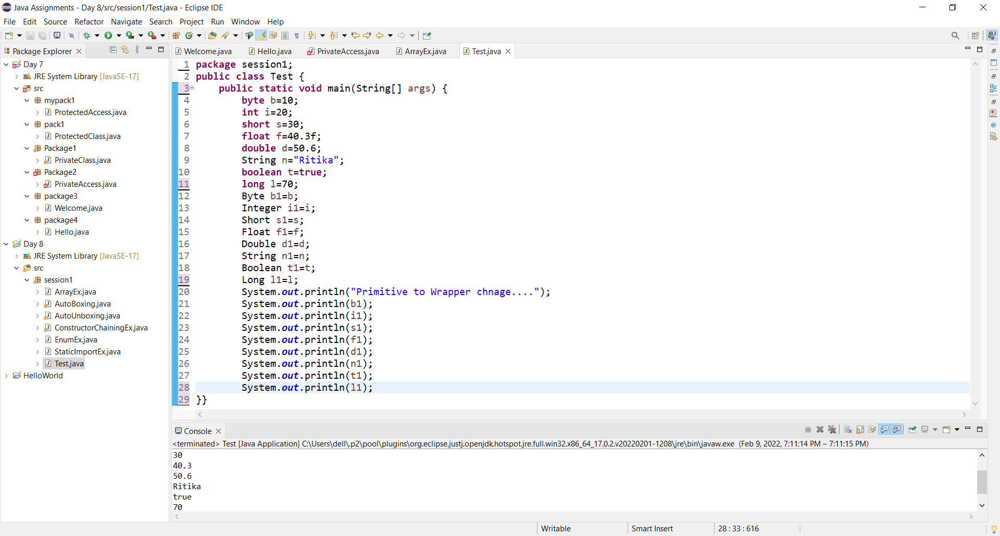 Java Assignments - Day 8/src/session1/Test.java - Eclipse IDE
File Edit Source Refactor Navigate Search Project Run Window Help
Package Explorer
Day 7
JRE System Library [JavaSE-17]
src
mypack1
ProtectedAccess.java
pack1
ProtectedClass.java
Package1
PrivateClass.java
Package2
PrivateAccess.java
package3
Welcome.java
package4
Hello.java
Day 8
JRE System Library [JavaSE-17]
src
session1
ArrayEx.java
AutoBoxing.java
AutoUnboxing.java
ConstructorChainingEx.java
EnumEx.java
StaticImportEx.java
Test.java
HelloWorld
Welcome.java Hello.java PrivateAccess.java ArrayEx.java Test.java
1 package session1;
2 public class Test {
3 public static void main(String[] args) {
4 byte b=10;
5 int i=20;
6 short s=30;
7 float f=40.3f;
8 double d=50.6;
9 String n="Ritika";
10 boolean t=true;
11 long l=70;
12 Byte b1=b;
13 Integer i1=i;
14 Short s1=s;
15 Float f1=f;
16 Double d1=d;
17 String n1=n;
18 Boolean t1=t;
19 Long l1=l;
20 System.out.println("Primitive to Wrapper chnage....");
21 System.out.println(b1);
22 System.out.println(i1);
23 System.out.println(s1);
24 System.out.println(f1);
25 System.out.println(d1);
26 System.out.println(n1);
27 System.out.println(t1);
28 System.out.println(l1);
29 }}
Console
<terminated> Test [Java Application] C:\Users\dell\.p2\pool\plugins\org.eclipse.justj.openjdk.hotspot.jre.full.win32.x86_64_17.0.2.v20220201-1208\jre\bin\javaw.exe (Feb 9, 2022, 7:11:14 PM – 7:11:15 PM)
30
40.3
50.6
Ritika
true
70
Writable Smart Insert 28 : 33 : 616